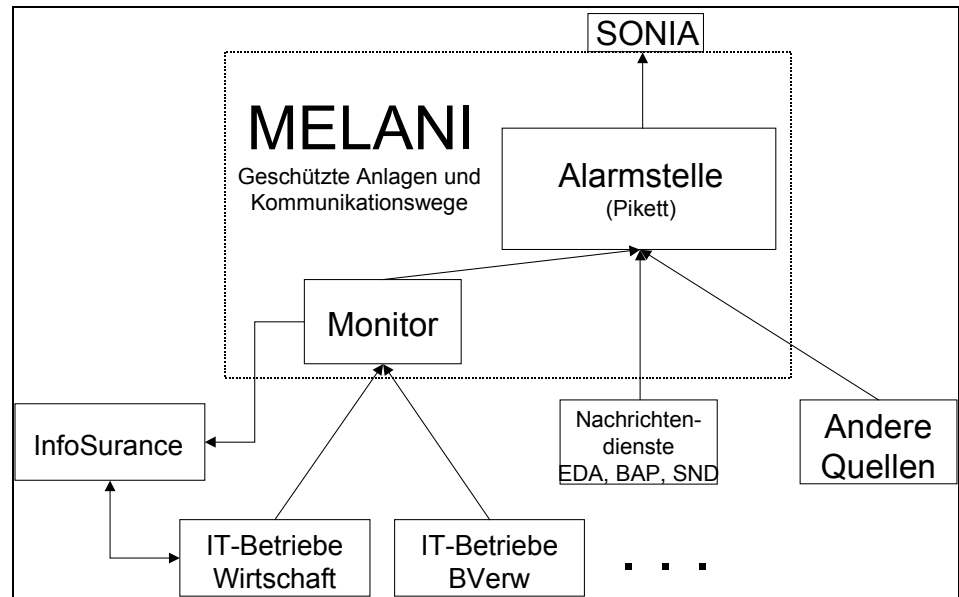 SONIA
MELANI
Geschützte Anlagen und
Kommunikationswege
Alarmstelle
(Pikett)
Monitor
InfoSurance
Nachrichten-
dienste
EDA, BAP, SND
Andere
Quellen
IT-Betriebe
Wirtschaft
IT-Betriebe
BVerw
. . .